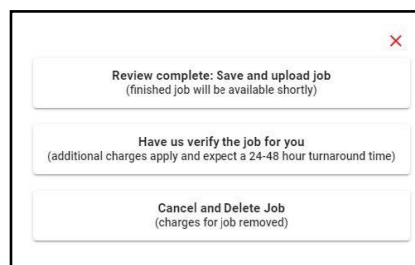 Review complete: Save and upload job
(finished job will be available shortly)
Have us verify the job for you
(additional charges apply and expect a 24-48 hour turnaround time)
Cancel and Delete Job
(charges for job removed)